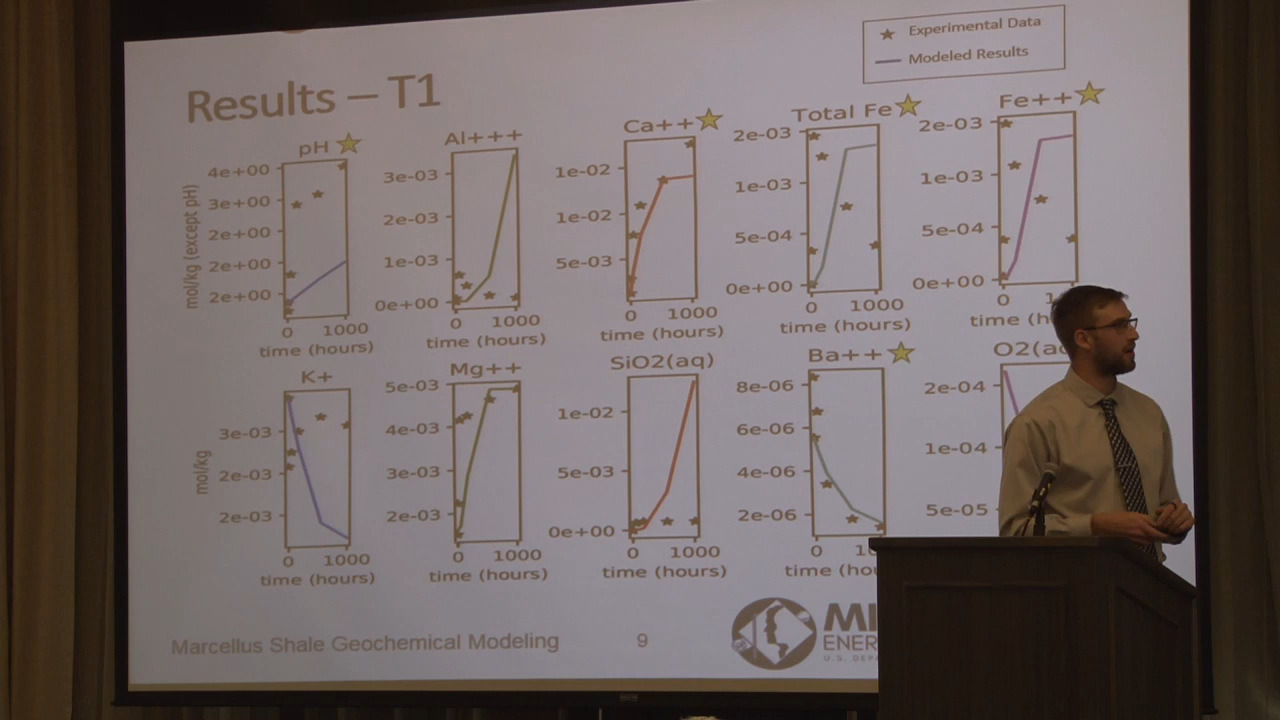 Experimental Data
Modeled Results
Results – T1
pH
Al+++
Ca++
Total Fe
Fe++
mol/kg (except pH)
4e+00
3e+00
2e+00
2e+00
2e+00
3e-03
2e-03
1e-03
0e+00
1e-02
1e-02
5e-03
2e-03
1e-03
5e-04
0e+00
2e-03
1e-03
5e-04
0e+00
0 1000
0 1000
0 1000
0 1000
0
time (hours)
time (hours)
time (hours)
time (hours)
time (h
K+
Mg++
SiO2(aq)
Ba++
O2(aq
mol/kg
3e-03
2e-03
2e-03
5e-03
4e-03
3e-03
2e-03
1e-02
5e-03
0e+00
8e-06
6e-06
4e-06
2e-06
2e-04
1e-04
5e-05
0 1000
0 1000
0 1000
0 1
time (hours)
time (hours)
time (hours)
time (ho
Marcellus Shale Geochemical Modeling
9
MI
ENER
U.S. DEP